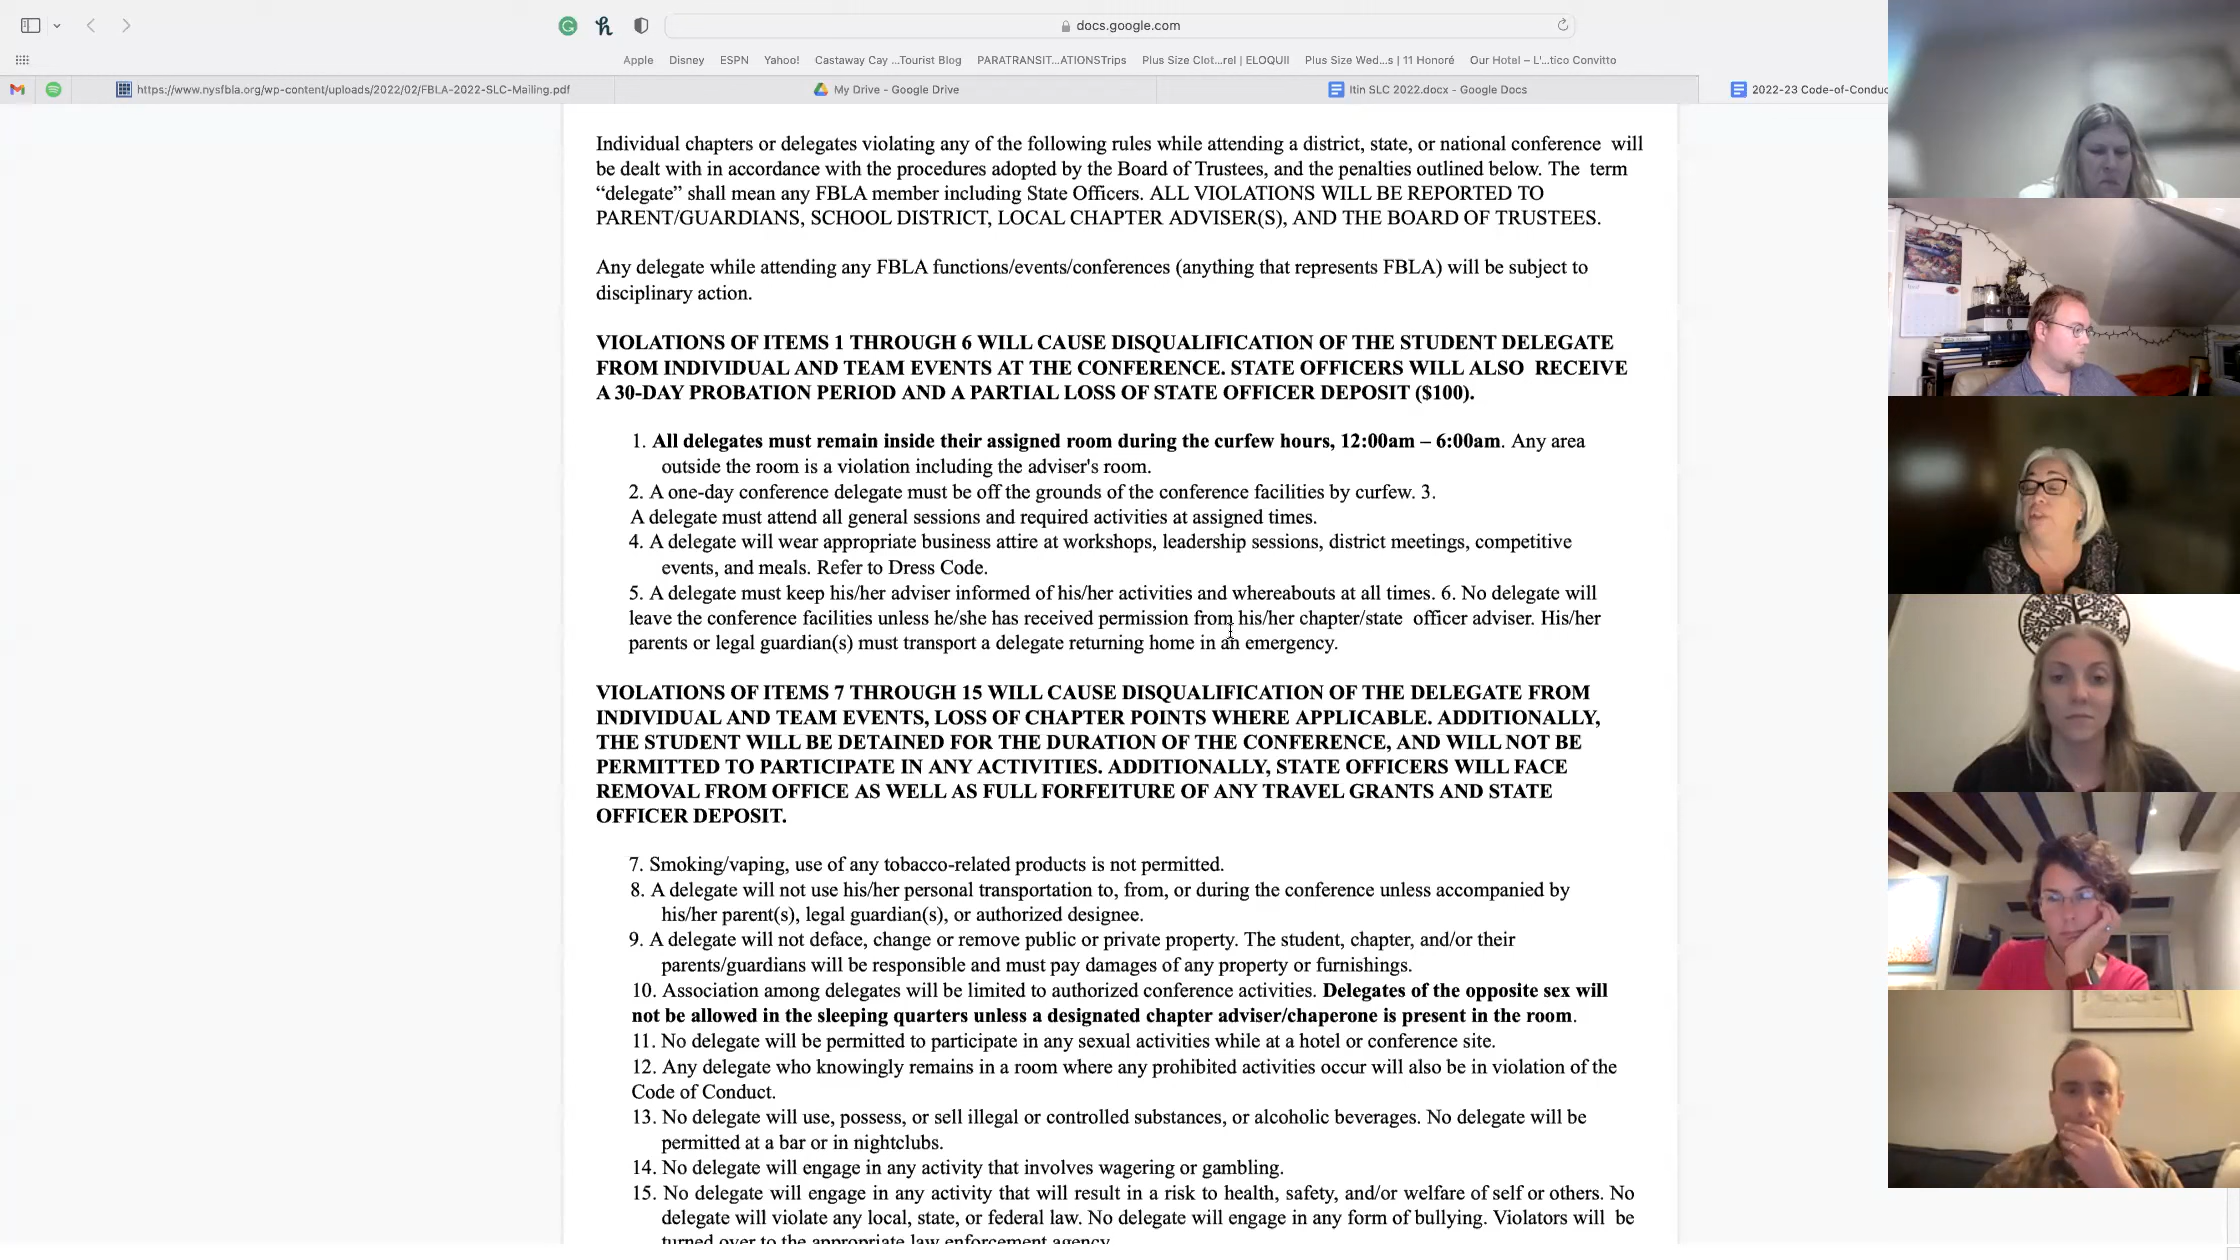 docs.google.com
Apple Disney ESPN Yahoo! Castaway Cay ...Tourist Blog PARATRANSIT...ATIONSTrips Plus Size Clot...rel | ELOQUII Plus Size Wed...s | 11 Honoré Our Hotel – L'...tico Convitto
https://www.nysfbla.org/wp-content/uploads/2022/02/FBLA-2022-SLC-Mailing.pdf My Drive - Google Drive Itin SLC 2022.docx - Google Docs 2022-23 Code-of-Conduc
Individual chapters or delegates violating any of the following rules while attending a district, state, or national conference will
be dealt with in accordance with the procedures adopted by the Board of Trustees, and the penalties outlined below. The term
“delegate” shall mean any FBLA member including State Officers. ALL VIOLATIONS WILL BE REPORTED TO
PARENT/GUARDIANS, SCHOOL DISTRICT, LOCAL CHAPTER ADVISER(S), AND THE BOARD OF TRUSTEES.
Any delegate while attending any FBLA functions/events/conferences (anything that represents FBLA) will be subject to
disciplinary action.
VIOLATIONS OF ITEMS 1 THROUGH 6 WILL CAUSE DISQUALIFICATION OF THE STUDENT DELEGATE
FROM INDIVIDUAL AND TEAM EVENTS AT THE CONFERENCE. STATE OFFICERS WILL ALSO RECEIVE
A 30-DAY PROBATION PERIOD AND A PARTIAL LOSS OF STATE OFFICER DEPOSIT ($100).
1. All delegates must remain inside their assigned room during the curfew hours, 12:00am – 6:00am. Any area
outside the room is a violation including the adviser's room.
2. A one-day conference delegate must be off the grounds of the conference facilities by curfew. 3.
A delegate must attend all general sessions and required activities at assigned times.
4. A delegate will wear appropriate business attire at workshops, leadership sessions, district meetings, competitive
events, and meals. Refer to Dress Code.
5. A delegate must keep his/her adviser informed of his/her activities and whereabouts at all times. 6. No delegate will
leave the conference facilities unless he/she has received permission from his/her chapter/state officer adviser. His/her
parents or legal guardian(s) must transport a delegate returning home in an emergency.
VIOLATIONS OF ITEMS 7 THROUGH 15 WILL CAUSE DISQUALIFICATION OF THE DELEGATE FROM
INDIVIDUAL AND TEAM EVENTS, LOSS OF CHAPTER POINTS WHERE APPLICABLE. ADDITIONALLY,
THE STUDENT WILL BE DETAINED FOR THE DURATION OF THE CONFERENCE, AND WILL NOT BE
PERMITTED TO PARTICIPATE IN ANY ACTIVITIES. ADDITIONALLY, STATE OFFICERS WILL FACE
REMOVAL FROM OFFICE AS WELL AS FULL FORFEITURE OF ANY TRAVEL GRANTS AND STATE
OFFICER DEPOSIT.
7. Smoking/vaping, use of any tobacco-related products is not permitted.
8. A delegate will not use his/her personal transportation to, from, or during the conference unless accompanied by
his/her parent(s), legal guardian(s), or authorized designee.
9. A delegate will not deface, change or remove public or private property. The student, chapter, and/or their
parents/guardians will be responsible and must pay damages of any property or furnishings.
10. Association among delegates will be limited to authorized conference activities. Delegates of the opposite sex will
not be allowed in the sleeping quarters unless a designated chapter adviser/chaperone is present in the room.
11. No delegate will be permitted to participate in any sexual activities while at a hotel or conference site.
12. Any delegate who knowingly remains in a room where any prohibited activities occur will also be in violation of the
Code of Conduct.
13. No delegate will use, possess, or sell illegal or controlled substances, or alcoholic beverages. No delegate will be
permitted at a bar or in nightclubs.
14. No delegate will engage in any activity that involves wagering or gambling.
15. No delegate will engage in any activity that will result in a risk to health, safety, and/or welfare of self or others. No
delegate will violate any local, state, or federal law. No delegate will engage in any form of bullying. Violators will be
turned over to the appropriate law enforcement agency.